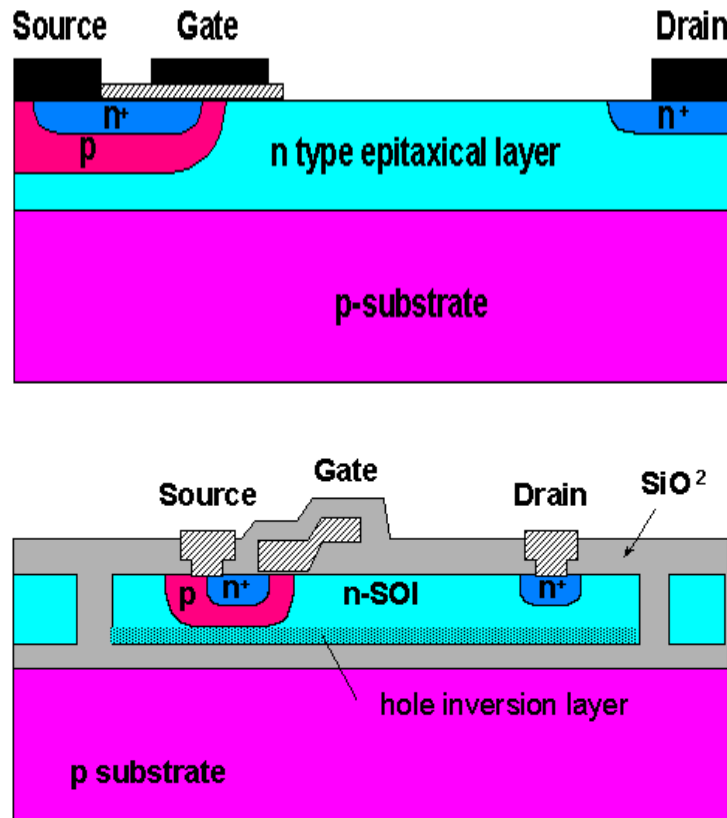 Source Gate Drain
n+ n+
p n type epitaxical layer
p-substrate
Gate
Source Drain SiO2
p n+ n-SOI n+
hole inversion layer
p substrate